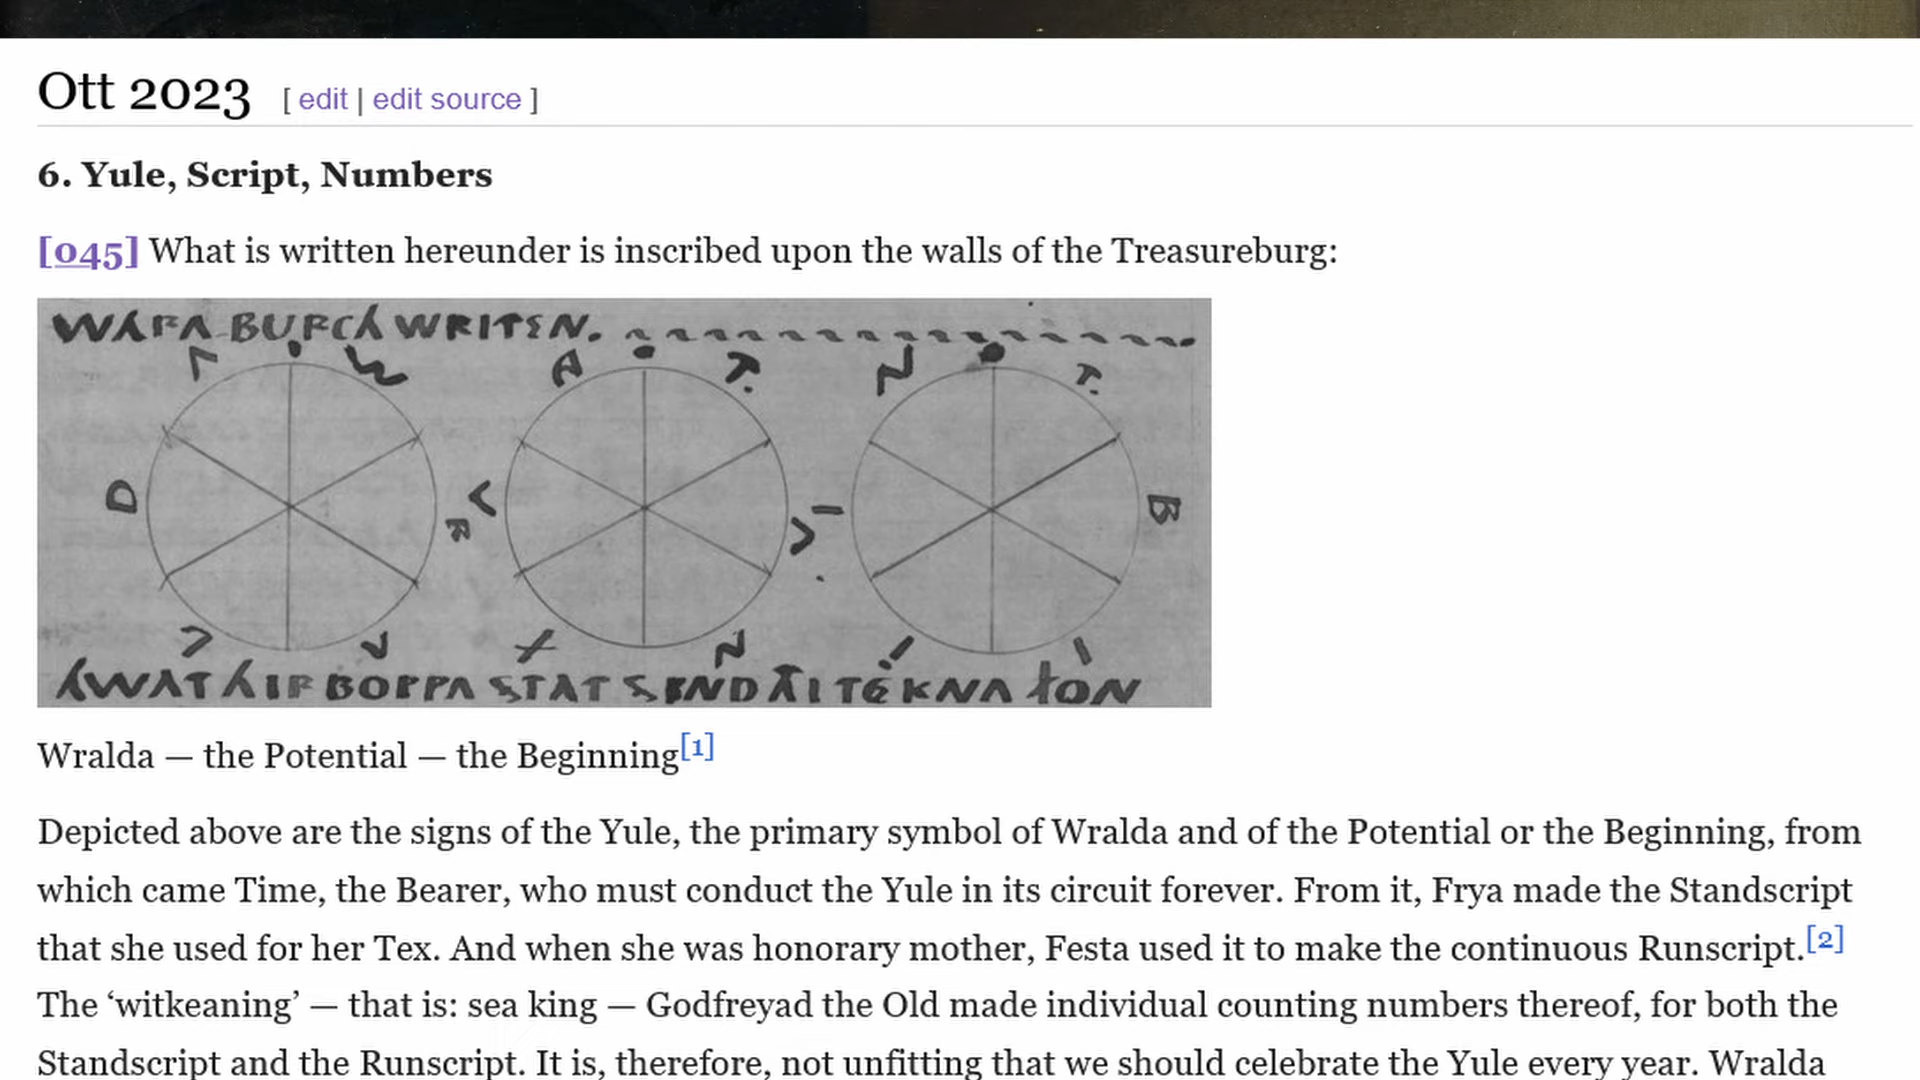 Ott 2023 [ edit | edit source ]
6. Yule, Script, Numbers
[045] What is written hereunder is inscribed upon the walls of the Treasureburg:
WRITEN.
Wralda — the Potential — the Beginning[1]
Depicted above are the signs of the Yule, the primary symbol of Wralda and of the Potential or the Beginning, from
which came Time, the Bearer, who must conduct the Yule in its circuit forever. From it, Frya made the Standscript
that she used for her Tex. And when she was honorary mother, Festa used it to make the continuous Runscript.[2]
The ‘witkeaning’ — that is: sea king — Godfreyad the Old made individual counting numbers thereof, for both the
Standscript and the Runscript. It is, therefore, not unfitting that we should celebrate the Yule every year. Wralda